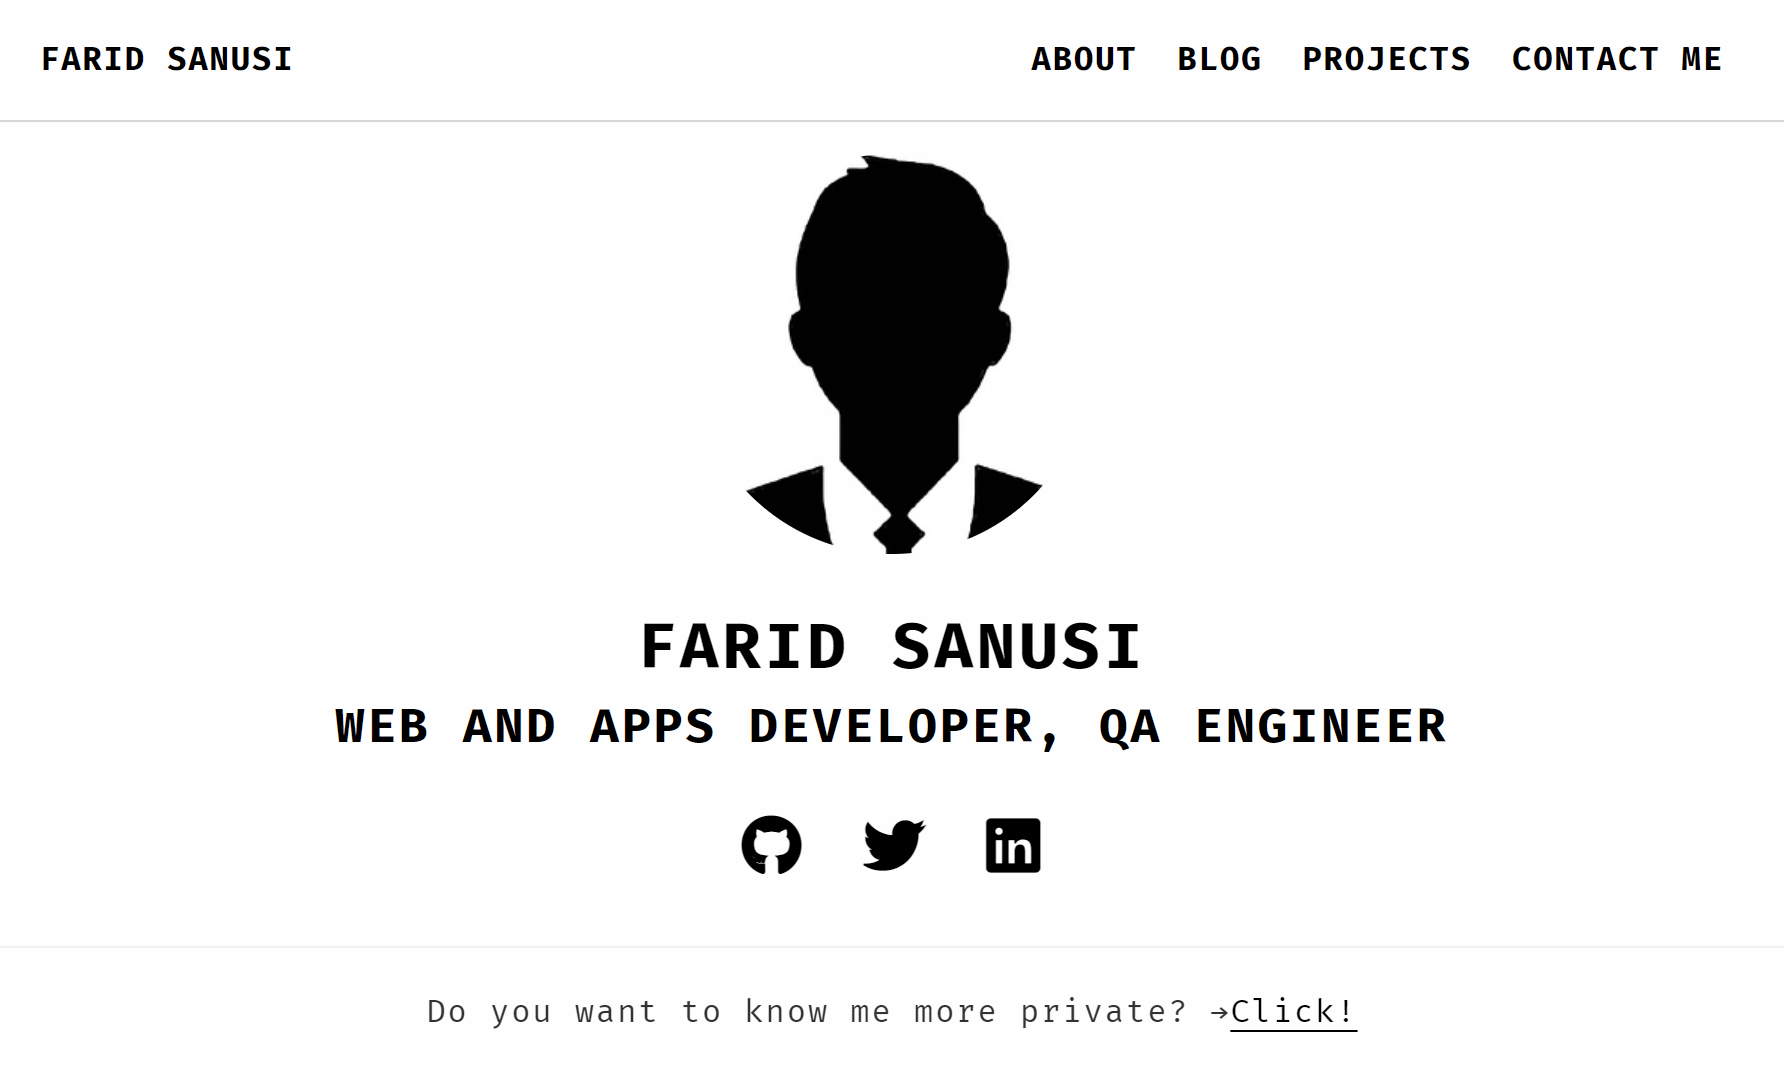 FARID SANUSI
ABOUT BLOG PROJECTS CONTACT ME
FARID SANUSI
WEB AND APPS DEVELOPER, QA ENGINEER
in
Do you want to know me more private? →Click!